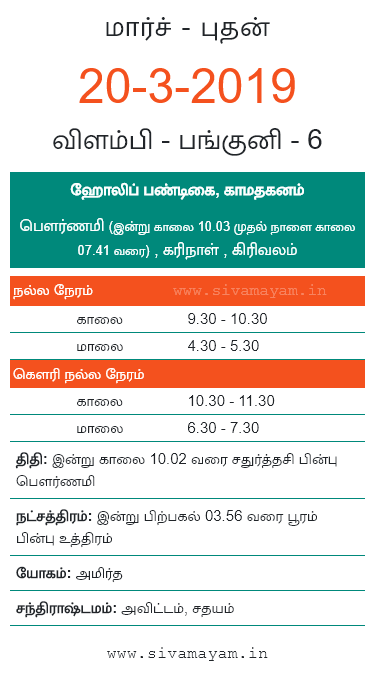 மார்ச் - புதன்
20-3-2019
விளம்பி - பங்குனி - 6
ஹோலிப் பண்டிகை, காமதகனம்
பௌர்ணமி (இன்று காலை 10.03 முதல் நாளை காலை
07.41 வரை) , கரிநாள் , கிரிவலம்
நல்ல நேரம் www.sivamayam.in
காலை 9.30 - 10.30
மாலை 4.30 - 5.30
கௌரி நல்ல நேரம்
காலை 10.30 - 11.30
மாலை 6.30 - 7.30
திதி: இன்று காலை 10.02 வரை சதுர்த்தசி பின்பு
பௌர்ணமி
நட்சத்திரம்: இன்று பிற்பகல் 03.56 வரை பூரம்
பின்பு உத்திரம்
யோகம்: அமிர்த
சந்திராஷ்டமம்: அவிட்டம், சதயம்
www.sivamayam.in